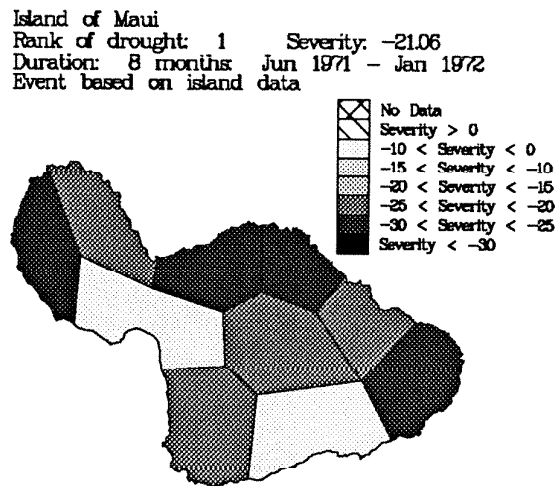 Island of Maui
Rank of drought: 1 Severity: -21.06
Duration: 8 months: Jun 1971 - Jan 1972
Event based on island data
No Data
Severity > 0
-10 < Severity < 0
-15 < Severity < -10
-20 < Severity < -15
-25 < Severity < -20
-30 < Severity < -25
Severity < -30